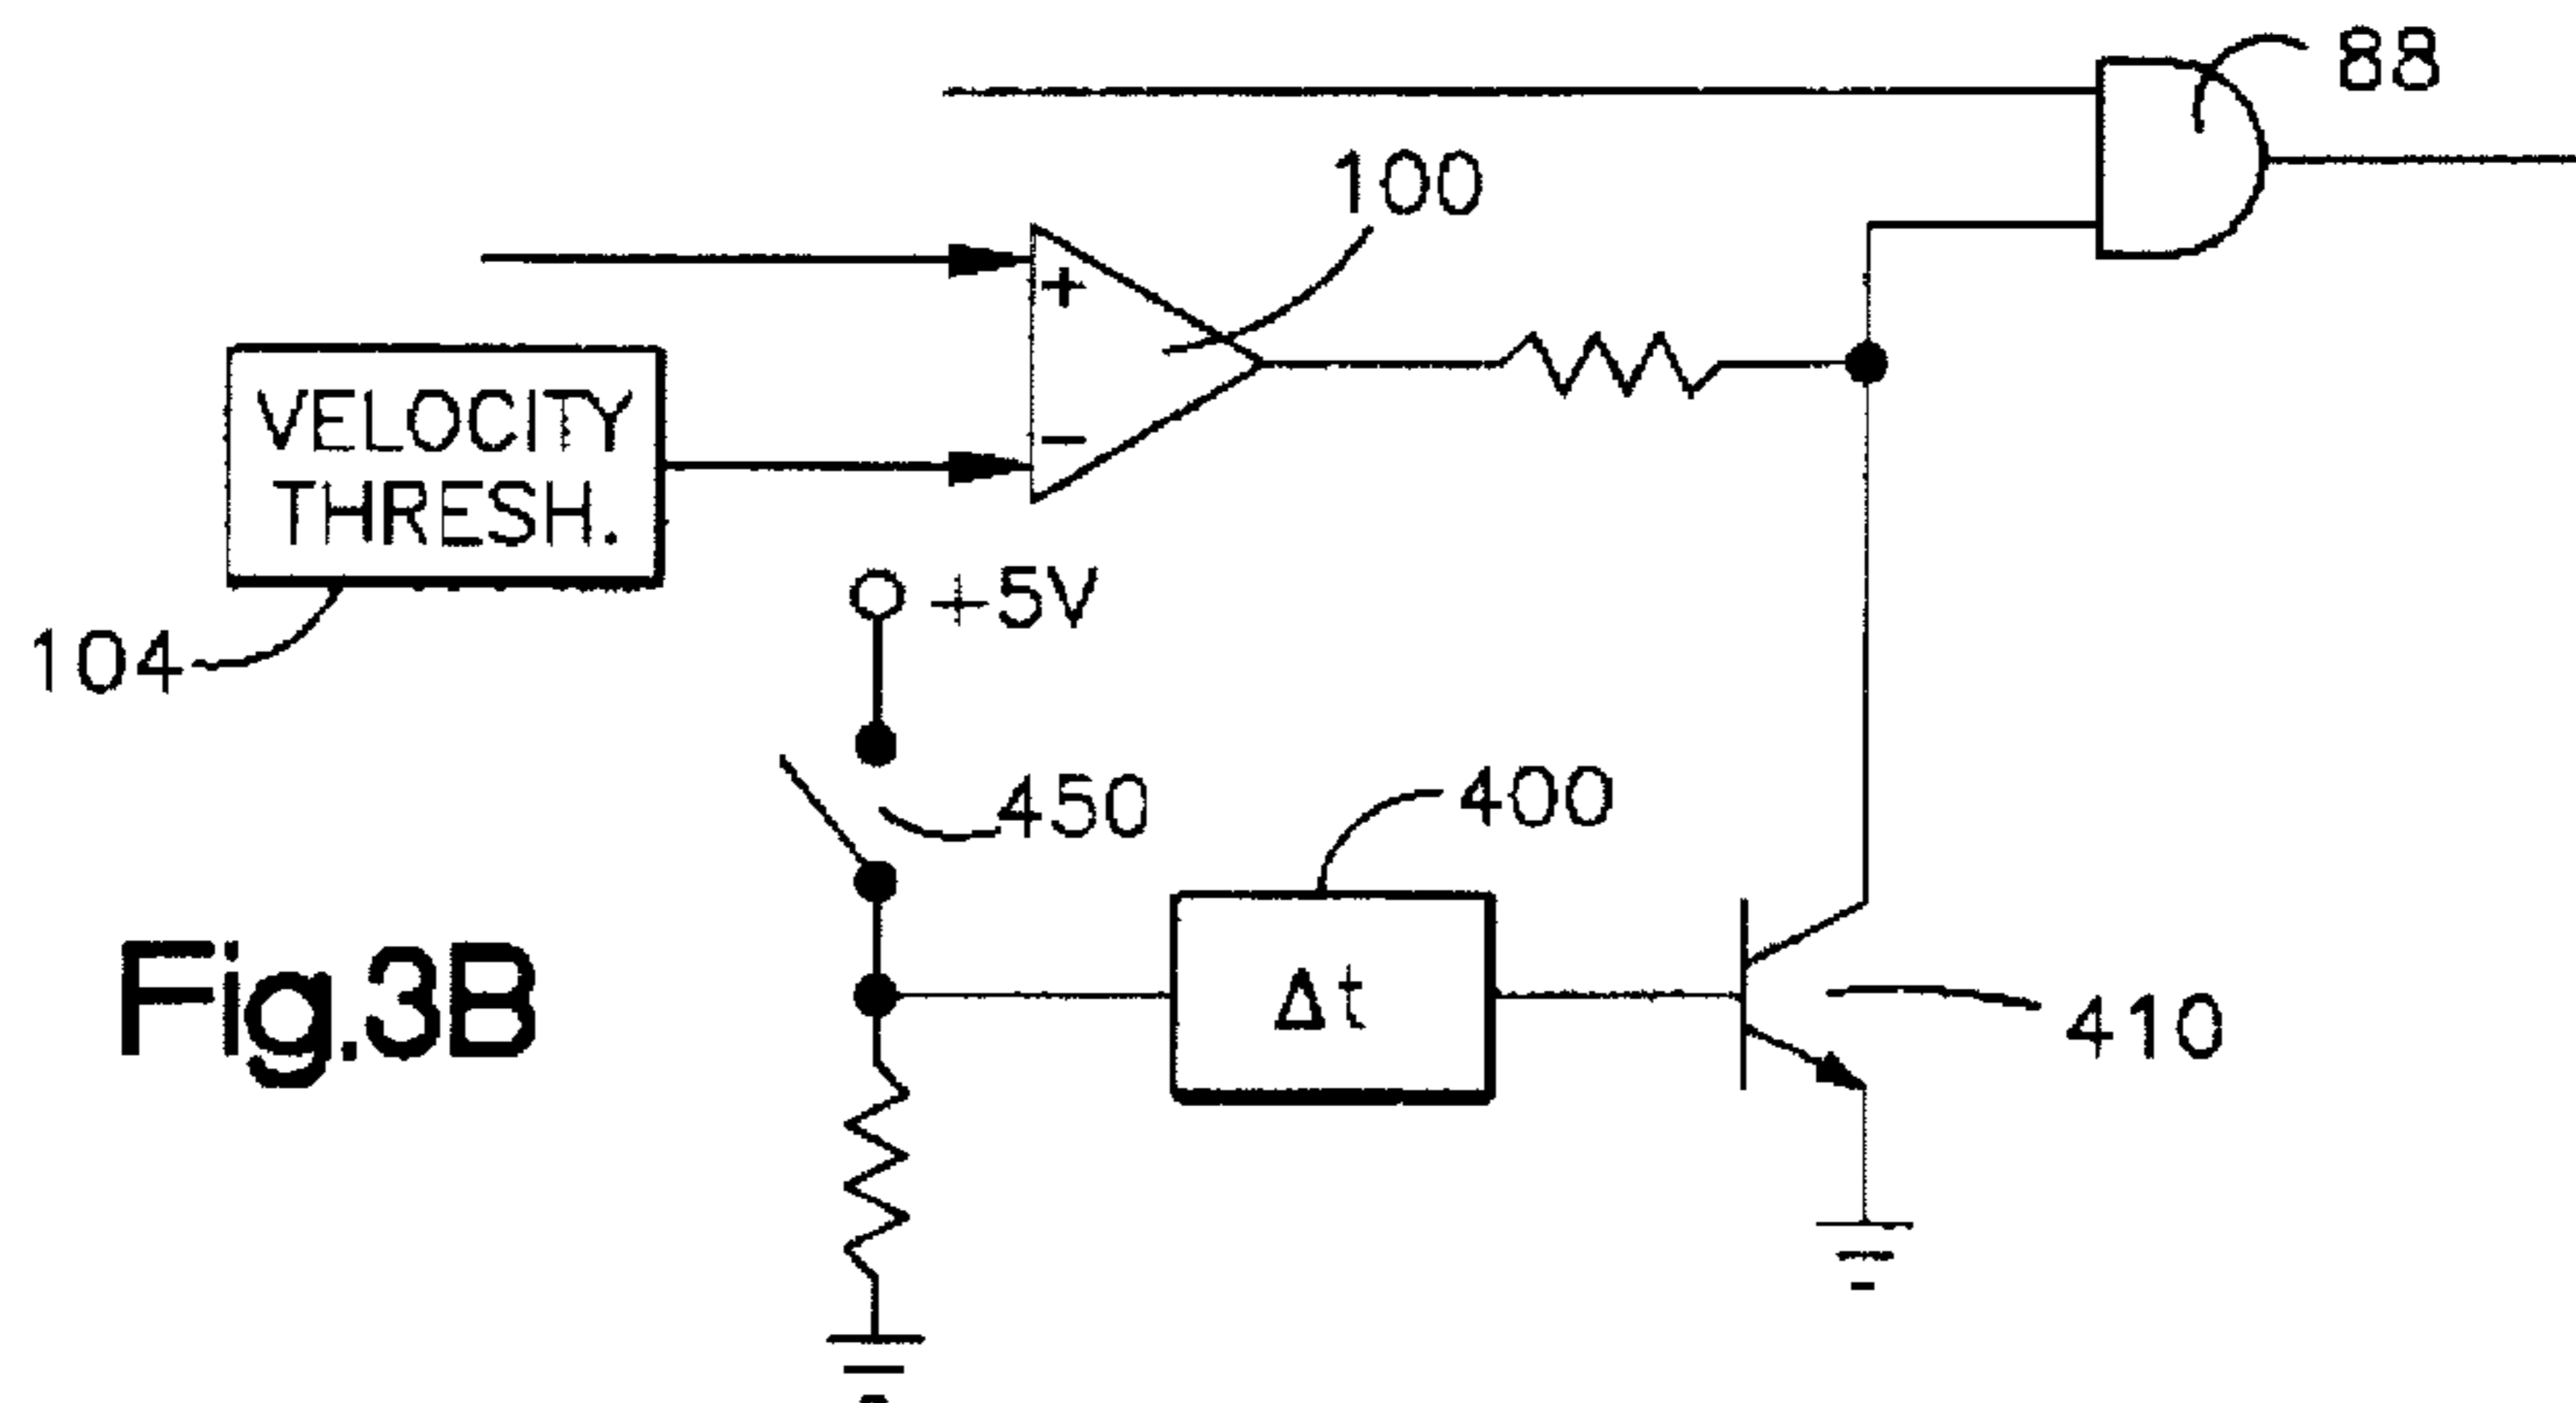 88
100
+
VELOCITY
THRESH.
−
+5V
104
450
400
Δt
410
Fig.3B